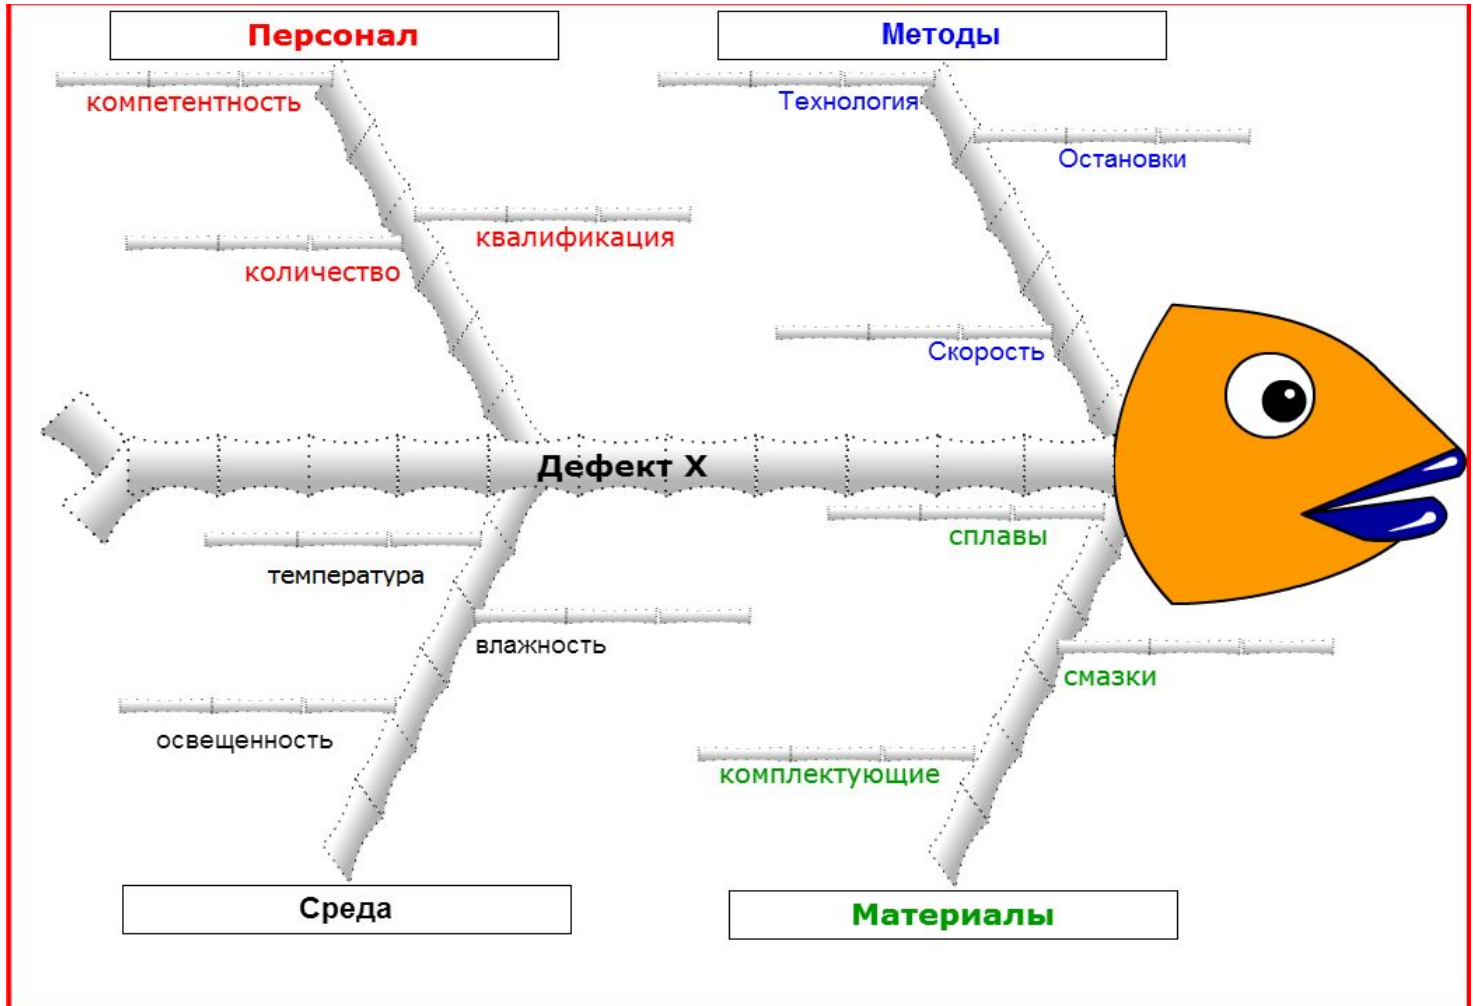 Персонал
Методы
компетентность
Технология
Остановки
квалификация
количество
Скорость
Дефект Х
сплавы
температура
влажность
смазки
освещенность
комплектующие
Среда
Материалы